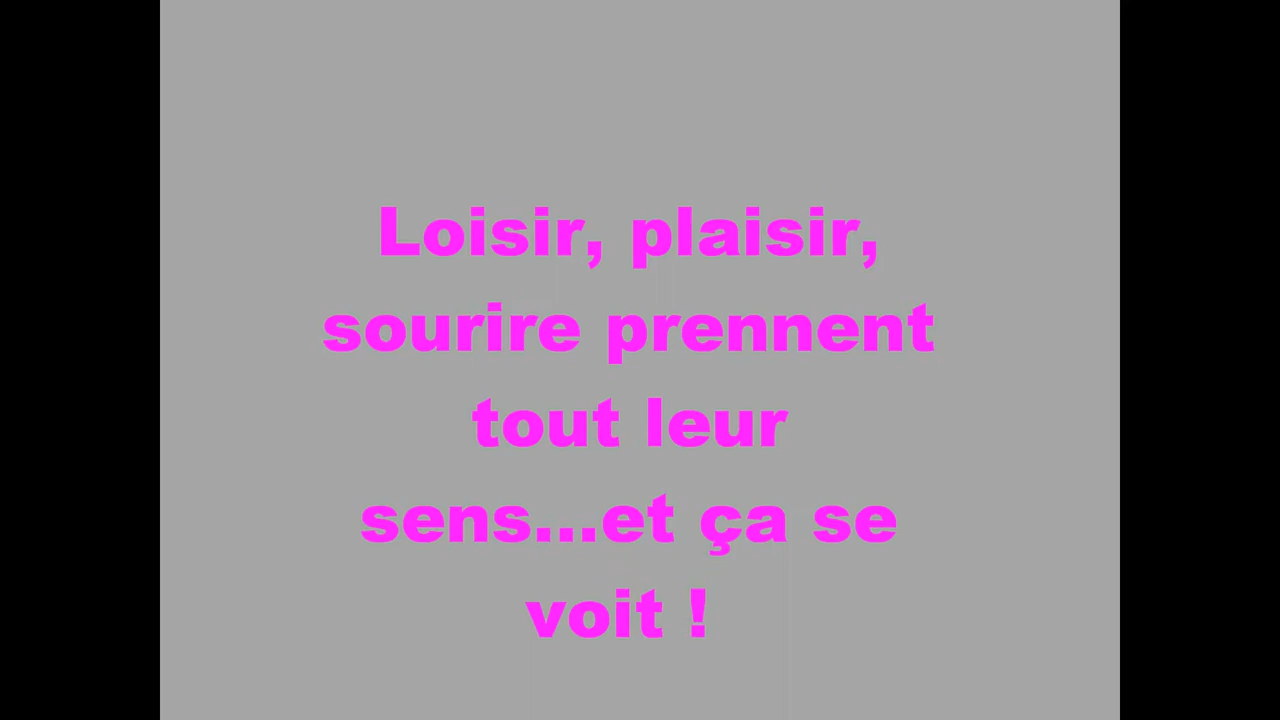 Loisir, plaisir,
sourire prennent
tout leur
sens...et ça se
voit !